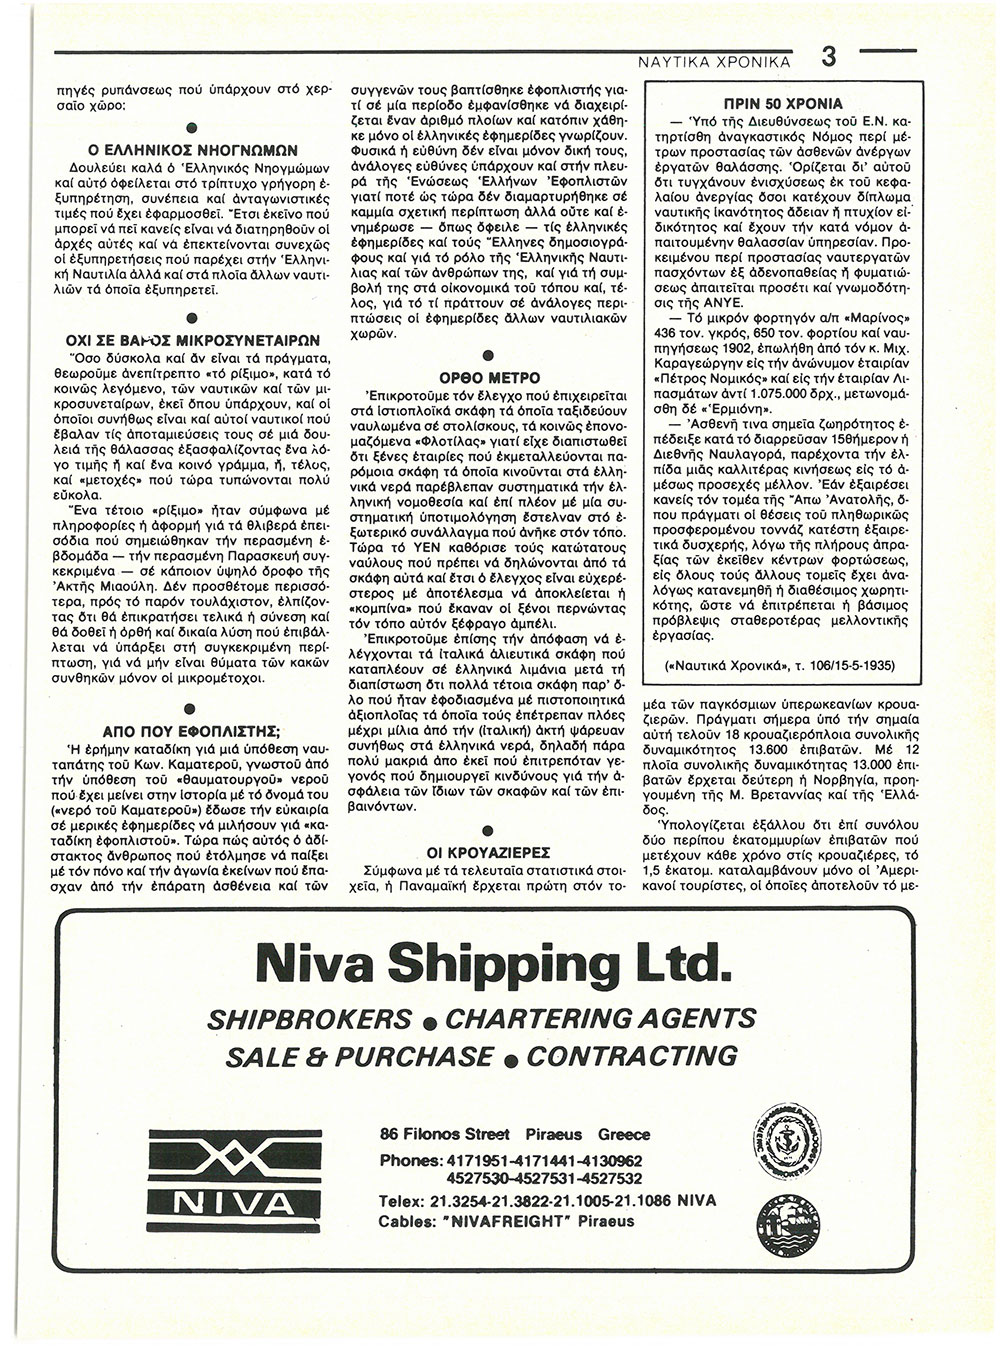 ΝΑΥΤΙΚΑ ΧΡΟΝΙΚΑ 3
πηγές ρυπάνσεως πού ὑπάρχουν στό χερ-
σαῖο χῶρο:
●
Ο ΕΛΛΗΝΙΚΟΣ ΝΗΟΓΝΩΜΩΝ
Δουλεύει καλά ὁ Ἑλληνικός Νηογμώμων
καί αὐτό ὀφείλεται στό τρίπτυχο γρήγορη ἐ-
ξυπηρέτηση, συνέπεια καί ἀνταγωνιστικές
τιμές πού ἔχει ἐφαρμοσθεῖ. Ἔτσι ἐκεῖνο πού
μπορεῖ νά πεῖ κανείς εἶναι νά διατηρηθοῦν οἱ
ἀρχές αὐτές καί νά ἐπεκτείνονται συνεχῶς
οἱ ἐξυπηρετήσεις πού παρέχει στήν Ἑλληνι-
κή Ναυτιλία ἀλλά καί στά πλοῖα ἄλλων ναυτι-
λιῶν τά ὁποῖα ἐξυπηρετεῖ.
●
ΟΧΙ ΣΕ ΒΑΡΟΣ ΜΙΚΡΟΣΥΝΕΤΑΙΡΩΝ
Ὅσο δύσκολα καί ἄν εἶναι τά πράγματα,
θεωροῦμε ἀνεπίτρεπτο «τό ρίξιμο», κατά τό
κοινῶς λεγόμενο, τῶν ναυτικῶν καί τῶν μι-
κροσυνεταίρων, ἐκεῖ ὅπου ὑπάρχουν, καί οἱ
ὁποῖοι συνήθως εἶναι καί αὐτοί ναυτικοί πού
ἔβαλαν τίς ἀποταμιεύσεις τους σέ μιά δου-
λειά τῆς θάλασσας ἐξασφαλίζοντας ἕνα λό-
γο τιμῆς ἤ καί ἕνα κοινό γράμμα, ἤ, τέλος,
καί «μετοχές» πού τώρα τυπώνονται πολύ
εὔκολα.
Ἕνα τέτοιο «ρίξιμο» ἦταν σύμφωνα μέ
πληροφορίες ἡ ἀφορμή γιά τά θλιβερά ἐπει-
σόδια πού σημειώθηκαν τήν περασμένη ἑ-
βδομάδα — τήν περασμένη Παρασκευή συγ-
κεκριμένα — σέ κάποιον ὑψηλό ὄροφο τῆς
Ἀκτῆς Μιαούλη. Δέν προσθέτομε περισσό-
τερα, πρός τό παρόν τουλάχιστον, ἐλπίζον-
τας ὅτι θά ἐπικρατήσει τελικά ἡ σύνεση καί
θά δοθεῖ ἡ ὀρθή καί δικαία λύση πού ἐπιβάλ-
λεται νά ὑπάρξει στή συγκεκριμένη περί-
πτωση, γιά νά μήν εἶναι θύματα τῶν κακῶν
συνθηκῶν μόνον οἱ μικρομέτοχοι.
●
ΑΠΟ ΠΟΥ ΕΦΟΠΛΙΣΤΗΣ;
Ἡ ἐρήμην καταδίκη γιά μιά ὑπόθεση ναυ-
ταπάτης τοῦ Κων. Καματεροῦ, γνωστοῦ ἀπό
τήν ὑπόθεση τοῦ «θαυματουργοῦ» νεροῦ
πού ἔχει μείνει στήν ἱστορία μέ τό ὄνομά του
(«νερό τοῦ Καματεροῦ») ἔδωσε τήν εὐκαιρία
σέ μερικές ἐφημερίδες νά μιλήσουν γιά «κα-
ταδίκη ἐφοπλιστοῦ». Τώρα πώς αὐτός ὁ ἀδί-
στακτος ἄνθρωπος πού ἐτόλμησε νά παίξει
μέ τόν πόνο καί τήν ἀγωνία ἐκείνων πού ἔπα-
σχαν ἀπό τήν ἐπάρατη ἀσθένεια καί τῶν
συγγενῶν τους βαπτίσθηκε ἐφοπλιστής για-
τί σέ μία περίοδο ἐμφανίσθηκε νά διαχειρί-
ζεται ἕναν ἀριθμό πλοίων καί κατόπιν χάθη-
κε μόνο οἱ ἑλληνικές ἐφημερίδες γνωρίζουν.
Φυσικά ἡ εὐθύνη δέν εἶναι μόνον δική τους,
ἀνάλογες εὐθύνες ὑπάρχουν καί στήν πλευ-
ρά τῆς Ἑνώσεως Ἑλλήνων Ἐφοπλιστῶν
γιατί ποτέ ὡς τώρα δέν διαμαρτυρήθηκε σέ
καμμία σχετική περίπτωση ἀλλά οὔτε καί ἐ-
νημέρωσε — ὅπως ὄφειλε — τίς ἑλληνικές
ἐφημερίδες καί τούς Ἕλληνες δημοσιογρά-
φους καί γιά τό ρόλο τῆς Ἑλληνικῆς Ναυτι-
λίας καί τῶν ἀνθρώπων της, καί γιά τή συμ-
βολή της στά οἰκονομικά τοῦ τόπου καί, τέ-
λος, γιά τό τί πράττουν σέ ἀνάλογες περι-
πτώσεις οἱ ἐφημερίδες ἄλλων ναυτιλιακῶν
χωρῶν.
●
ΟΡΘΟ ΜΕΤΡΟ
Ἐπικροτοῦμε τόν ἔλεγχο πού ἐπιχειρεῖται
στά ἱστιοπλοϊκά σκάφη τά ὁποῖα ταξιδεύουν
ναυλωμένα σέ στολίσκους, τά κοινῶς ἐπονο-
μαζόμενα «Φλοτίλας» γιατί εἶχε διαπιστωθεῖ
ὅτι ξένες ἑταιρίες πού ἐκμεταλλεύονται πα-
ρόμοια σκάφη τά ὁποῖα κινοῦνται στά ἑλλη-
νικά νερά παρέβλεπαν συστηματικά τήν ἑλ-
ληνική νομοθεσία καί ἐπί πλέον μέ μία συ-
στηματική ὑποτιμολόγηση ἔστελναν στό ἐ-
ξωτερικό συνάλλαγμα πού ἀνῆκε στόν τόπο.
Τώρα τό ΥΕΝ καθόρισε τούς κατώτατους
ναύλους πού πρέπει νά δηλώνονται ἀπό τά
σκάφη αὐτά καί ἔτσι ὁ ἔλεγχος εἶναι εὐχερέ-
στερος μέ ἀποτέλεσμα νά ἀποκλείεται ἡ
«κομπίνα» πού ἔκαναν οἱ ξένοι περνώντας
τόν τόπο αὐτόν ξέφραγο ἀμπέλι.
Ἐπικροτοῦμε ἐπίσης τήν ἀπόφαση νά ἐ-
λέγχονται τά ἰταλικά ἁλιευτικά σκάφη πού
καταπλέουν σέ ἑλληνικά λιμάνια μετά τή
διαπίστωση ὅτι πολλά τέτοια σκάφη παρ' ὅ-
λο πού ἦταν ἐφοδιασμένα μέ πιστοποιητικά
ἀξιοπλοΐας τά ὁποῖα τούς ἐπέτρεπαν πλόες
μέχρι μίλια ἀπό τήν (ἰταλική) ἀκτή ψάρευαν
συνήθως στά ἑλληνικά νερά, δηλαδή πάρα
πολύ μακριά ἀπο ἐκεῖ πού ἐπιτρεπόταν γε-
γονός πού δημιουργεῖ κινδύνους γιά τήν ἀ-
σφάλεια τῶν ἴδιων τῶν σκαφῶν καί τῶν ἐπι-
βαινόντων.
●
ΟΙ ΚΡΟΥΑΖΙΕΡΕΣ
Σύμφωνα μέ τά τελευταῖα στατιστικά στοι-
χεῖα, ἡ Παναμαϊκή ἔρχεται πρώτη στόν το-
ΠΡΙΝ 50 ΧΡΟΝΙΑ
— Ὑπό τῆς Διευθύνσεως τοῦ Ε.Ν. κα-
τηρτίσθη ἀναγκαστικός Νόμος περί μέ-
τρων προστασίας τῶν ἀσθενῶν ἀνέργων
ἐργατῶν θαλάσσης. Ὁρίζεται δι' αὐτοῦ
ὅτι τυγχάνουν ἐνισχύσεως ἐκ τοῦ κεφα-
λαίου ἀνεργίας ὅσοι κατέχουν δίπλωμα
ναυτικῆς ἱκανότητος ἄδειαν ἤ πτυχίον εἰ-
δικότητος καί ἔχουν τήν κατά νόμον ἀ-
παιτουμένην θαλασσίαν ὑπηρεσίαν. Προ-
κειμένου περί προστασίας ναυτεργατῶν
πασχόντων ἐξ ἀδενοπαθείας ἤ φυματιώ-
σεως ἀπαιτεῖται προσέτι καί γνωμοδότη-
σις τῆς ΑΝΥΕ.
— Τό μικρόν φορτηγόν α/π «Μαρίνος»
436 τον. γκρός, 650 τον. φορτίου καί ναυ-
πηγήσεως 1902, ἐπωλήθη ἀπό τόν κ. Μιχ.
Καραγεώργην εἰς τήν ἀνώνυμον ἑταιρίαν
«Πέτρος Νομικός» καί εἰς τήν ἑταιρίαν Λι-
πασμάτων ἀντί 1.075.000 δρχ., μετωνομά-
σθη δέ «Ἑρμιόνη».
— Ἀσθενῆ τινα σημεῖα ζωηρότητος ἐ-
πέδειξε κατά τό διαρρεῦσαν 15θήμερον ἡ
Διεθνής Ναυλαγορά, παρέχοντα τήν ἐλ-
πίδα μιᾶς καλλιτέρας κινήσεως εἰς τό ἀ-
μέσως προσεχές μέλλον. Ἐάν ἐξαιρέσει
κανείς τόν τομέα τῆς Ἄπω Ἀνατολῆς, ὅ-
που πράγματι οἱ θέσεις τοῦ πληθωρικῶς
προσφερομένου τοννάζ κατέστη ἐξαιρε-
τικά δυσχερής, λόγω τῆς πλήρους ἀπρα-
ξίας τῶν ἐκεῖθεν κέντρων φορτώσεως,
εἰς ὅλους τούς ἄλλους τομεῖς ἔχει ἀνα-
λόγως κατανεμηθῆ ἡ διαθέσιμος χωρητι-
κότης, ὥστε νά ἐπιτρέπεται ἡ βάσιμος
πρόβλεψις σταθεροτέρας μελλοντικῆς
ἐργασίας.
(«Ναυτικά Χρονικά», τ. 106/15-5-1935)
μέα τῶν παγκόσμιων ὑπερωκεανίων κρουα-
ζιερῶν. Πράγματι σήμερα ὑπό τήν σημαία
αὐτή τελοῦν 18 κρουαζιερόπλοια συνολικῆς
δυναμικότητος 13.600 ἐπιβατῶν. Μέ 12
πλοῖα συνολικῆς δυναμικότητας 13.000 ἐπι-
βατῶν ἔρχεται δεύτερη ἡ Νορβηγία, προη-
γουμένη τῆς Μ. Βρεταννίας καί τῆς Ἑλλά-
δος.
Ὑπολογίζεται ἐξάλλου ὅτι ἐπί συνόλου
δύο περίπου ἑκατομμυρίων ἐπιβατῶν πού
μετέχουν κάθε χρόνο στίς κρουαζιέρες, τό
1,5 ἑκατομ. καταλαμβάνουν μόνο οἱ Ἀμερι-
κανοί τουρίστες, οἱ ὁποῖες ἀποτελοῦν τό με-
Niva Shipping Ltd.
SHIPBROKERS ● CHARTERING AGENTS
SALE & PURCHASE ● CONTRACTING
NIVA
86 Filonos Street Piraeus Greece
Phones: 4171951-4171441-4130962
4527530-4527531-4527532
Telex: 21.3254-21.3822-21.1005-21.1086 NIVA
Cables: "NIVAFREIGHT" Piraeus
MEMBER
HELLENIC SHIPBROKERS ASSOCIATION